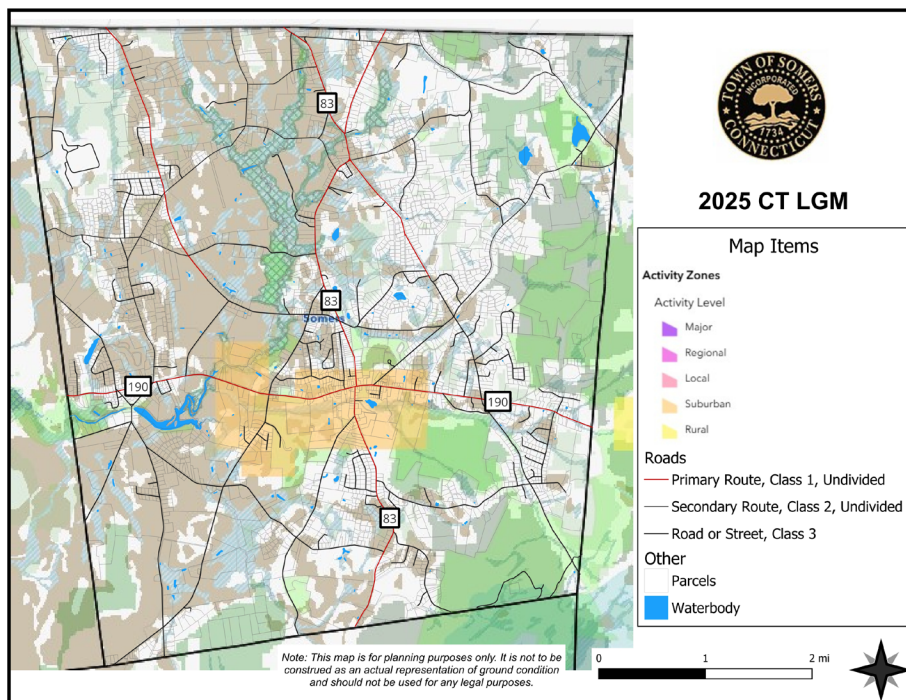 83
83
Somers
190
190
83
TOWN OF SOMERS
INCORPORATED
1734
CONNECTICUT
2025 CT LGM
Map Items
Activity Zones
Activity Level
Major
Regional
Local
Suburban
Rural
Roads
Primary Route, Class 1, Undivided
Secondary Route, Class 2, Undivided
Road or Street, Class 3
Other
Parcels
Waterbody
Note: This map is for planning purposes only. It is not to be
construed as an actual representation of ground condition
and should not be used for any legal purposes.
0 1 2 mi